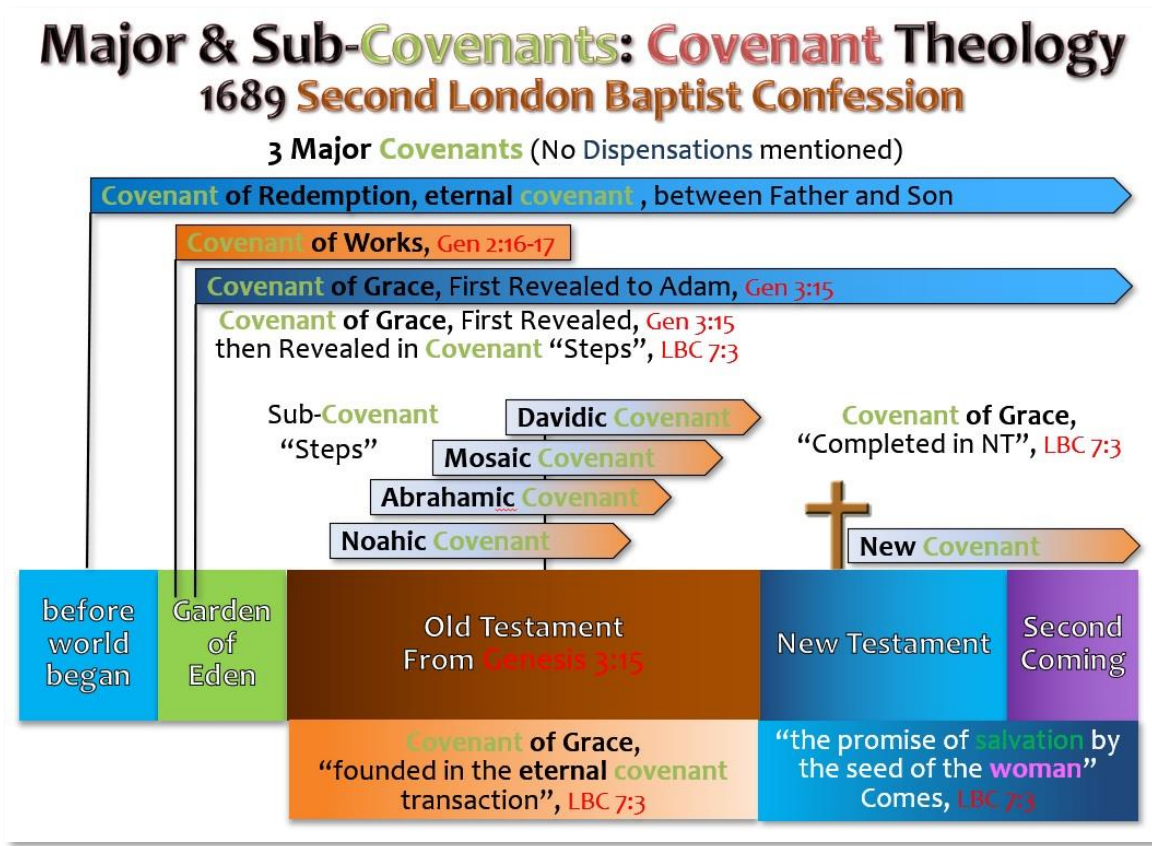 Major & Sub-Covenants: Covenant Theology
1689 Second London Baptist Confession
3 Major Covenants (No Dispensations mentioned)
Covenant of Redemption, eternal covenant , between Father and Son
Covenant of Works, Gen 2:16-17
Covenant of Grace, First Revealed to Adam, Gen 3:15
Covenant of Grace, First Revealed, Gen 3:15
then Revealed in Covenant “Steps”, LBC 7:3
Sub-Covenant
“Steps”
Davidic Covenant
Mosaic Covenant
Abrahamic Covenant
Noahic Covenant
Covenant of Grace,
“Completed in NT”, LBC 7:3
New Covenant
before
world
began
Garden
of
Eden
Old Testament
From Genesis 3:15
New Testament
Second
Coming
Covenant of Grace,
“founded in the eternal covenant
transaction”, LBC 7:3
“the promise of salvation by
the seed of the woman”
Comes, LBC 7:3